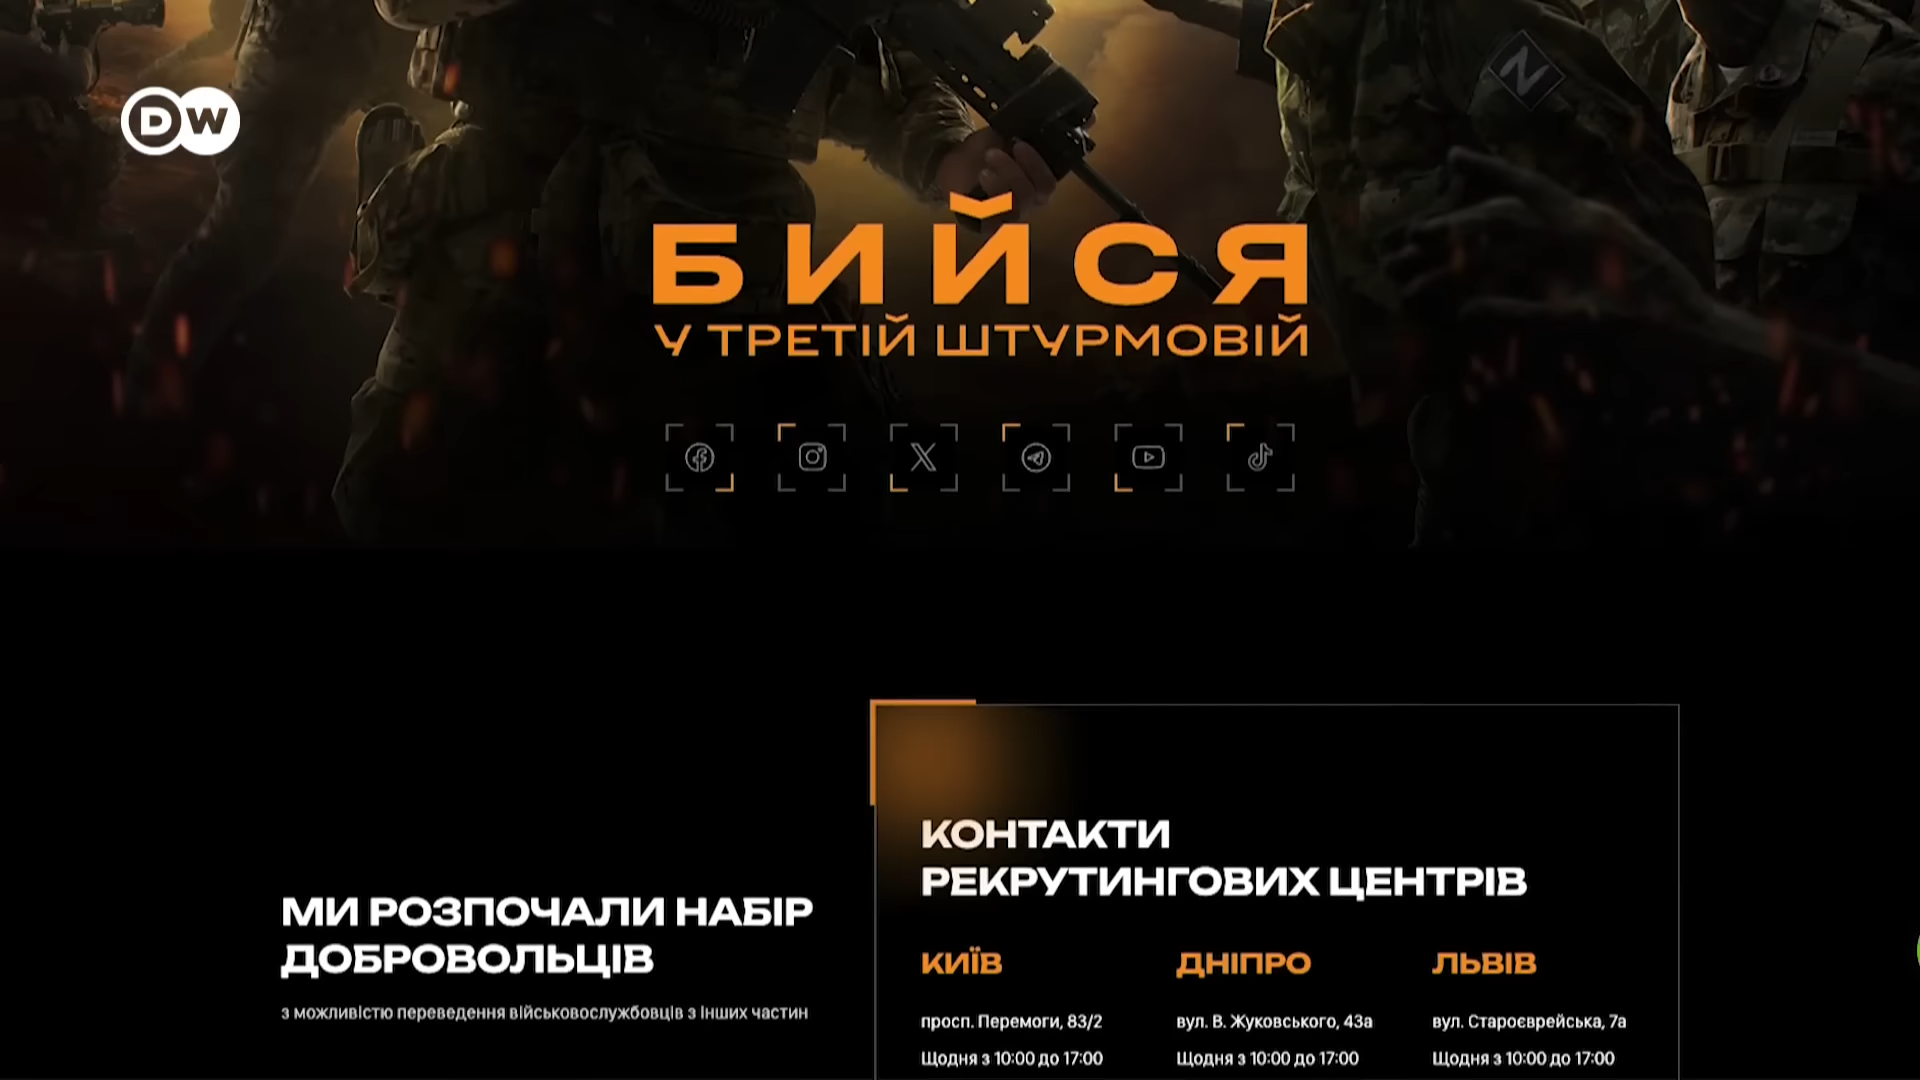 DW
БИЙСЯ
У ТРЕТІЙ ШТУРМОВІЙ
МИ РОЗПОЧАЛИ НАБІР
ДОБРОВОЛЬЦІВ
з можливістю переведення військовослужбовців з інших частин
КОНТАКТИ
РЕКРУТИНГОВИХ ЦЕНТРІВ
КИЇВ
просп. Перемоги, 83/2
Щодня з 10:00 до 17:00
ДНІПРО
вул. В. Жуковського, 43а
Щодня з 10:00 до 17:00
ЛЬВІВ
вул. Староєврейська, 7а
Щодня з 10:00 до 17:00